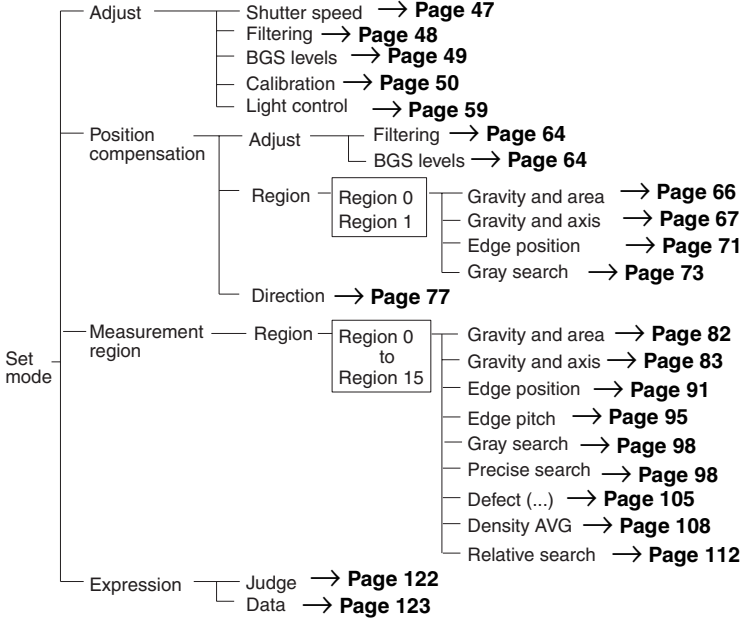 Adjust
Shutter speed → Page 47
Filtering → Page 48
BGS levels → Page 49
Calibration → Page 50
Light control → Page 59
Position
compensation
Adjust
Filtering → Page 64
BGS levels → Page 64
Region
Region 0
Region 1
Gravity and area → Page 66
Gravity and axis → Page 67
Edge position → Page 71
Gray search → Page 73
Direction → Page 77
Set
mode
Measurement
region
Region
Region 0
to
Region 15
Gravity and area → Page 82
Gravity and axis → Page 83
Edge position → Page 91
Edge pitch → Page 95
Gray search → Page 98
Precise search → Page 98
Defect (...) → Page 105
Density AVG → Page 108
Relative search → Page 112
Expression
Judge → Page 122
Data → Page 123